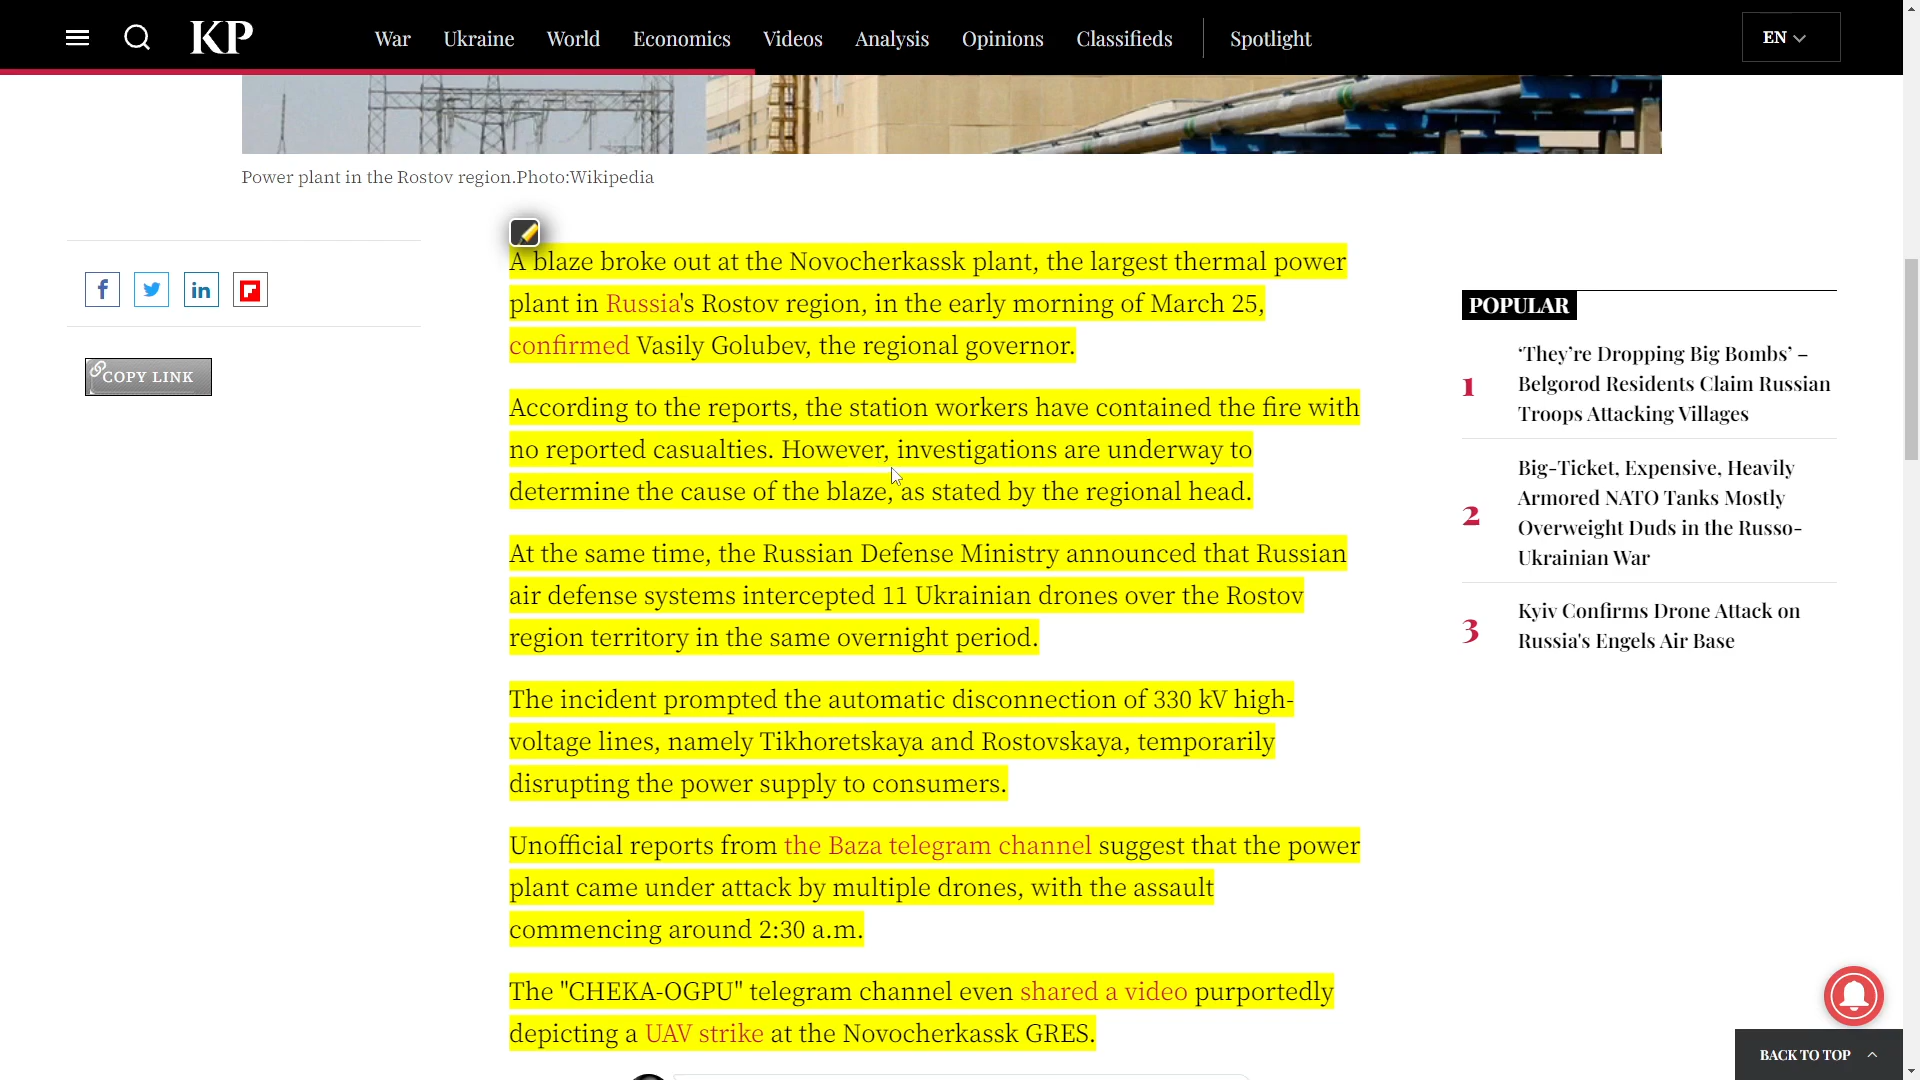 KP
War
Ukraine
World
Economics
Videos
Analysis
Opinions
Classifieds
Spotlight
EN
Power plant in the Rostov region.Photo:Wikipedia
COPY LINK
A blaze broke out at the Novocherkassk plant, the largest thermal power
plant in Russia's Rostov region, in the early morning of March 25,
confirmed Vasily Golubev, the regional governor.
According to the reports, the station workers have contained the fire with
no reported casualties. However, investigations are underway to
determine the cause of the blaze, as stated by the regional head.
At the same time, the Russian Defense Ministry announced that Russian
air defense systems intercepted 11 Ukrainian drones over the Rostov
region territory in the same overnight period.
The incident prompted the automatic disconnection of 330 kV high-
voltage lines, namely Tikhoretskaya and Rostovskaya, temporarily
disrupting the power supply to consumers.
Unofficial reports from the Baza telegram channel suggest that the power
plant came under attack by multiple drones, with the assault
commencing around 2:30 a.m.
The "CHEKA-OGPU" telegram channel even shared a video purportedly
depicting a UAV strike at the Novocherkassk GRES.
POPULAR
1
‘They’re Dropping Big Bombs’ –
Belgorod Residents Claim Russian
Troops Attacking Villages
2
Big-Ticket, Expensive, Heavily
Armored NATO Tanks Mostly
Overweight Duds in the Russo-
Ukrainian War
3
Kyiv Confirms Drone Attack on
Russia's Engels Air Base
BACK TO TOP